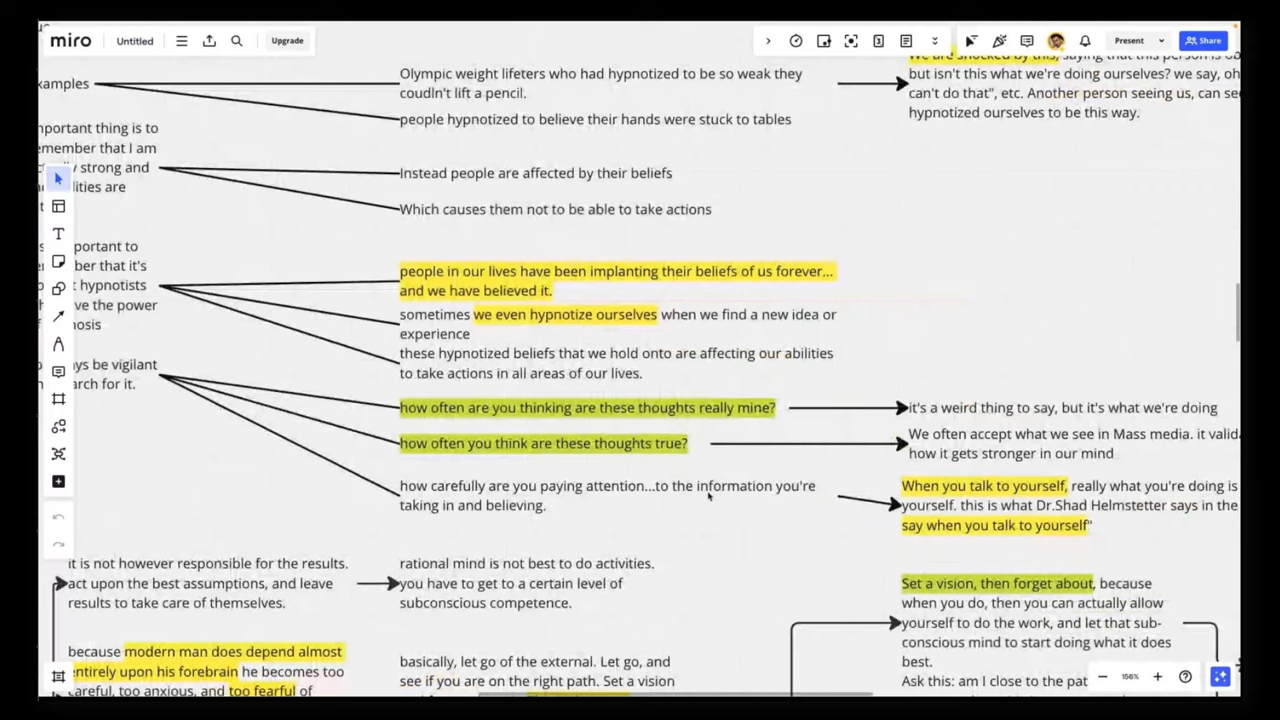 miro
Untitled
Upgrade
Present
Share
examples
Olympic weight lifeters who had hypnotized to be so weak they
coudln't lift a pencil.
people hypnotized to believe their hands were stuck to tables
We are shocked by this, saying that this person is
but isn't this what we're doing ourselves? we say, oh
can't do that", etc. Another person seeing us, can see
hypnotized ourselves to be this way.
important thing is to
remember that I am
strong and
are
Instead people are affected by their beliefs
Which causes them not to be able to take actions
important to
that it's
hypnotists
the power
people in our lives have been implanting their beliefs of us forever...
and we have believed it.
sometimes we even hypnotize ourselves when we find a new idea or
experience
these hypnotized beliefs that we hold onto are affecting our abilities
to take actions in all areas of our lives.
be vigilant
for it.
how often are you thinking are these thoughts really mine?
it's a weird thing to say, but it's what we're doing
how often you think are these thoughts true?
We often accept what we see in Mass media. it
how it gets stronger in our mind
how carefully are you paying attention...to the information you're
taking in and believing.
When you talk to yourself, really what you're doing is
yourself. this is what Dr.Shad Helmstetter says in the
say when you talk to yourself"
it is not however responsible for the results.
act upon the best assumptions, and leave
results to take care of themselves.
rational mind is not best to do activities.
you have to get to a certain level of
subconscious competence.
Set a vision, then forget about, because
when you do, then you can actually allow
yourself to do the work, and let that sub-
conscious mind to start doing what it does
best.
Ask this: am I close to the
because modern man does depend almost
entirely upon his forebrain he becomes too
careful, too anxious, and too fearful of
basically, let go of the external. Let go, and
see if you are on the right path. Set a vision
156%